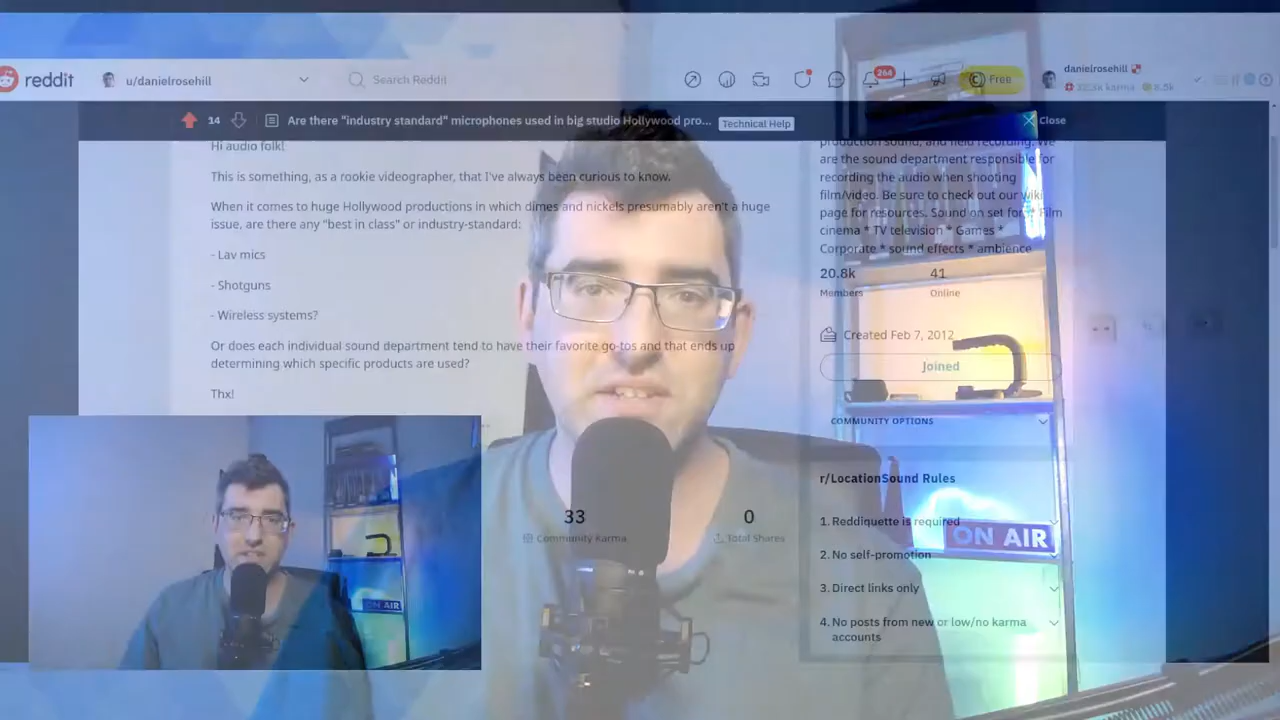 reddit
u/danielrosehill
Search Reddit
264
Free
danielrosehill
8.5k
14
Are there "industry standard" microphones used in big studio Hollywood pro...
Technical Help
Close
Hi audio folk!
This is something, as a rookie videographer, that I've always been curious to know.
When it comes to huge Hollywood productions in which dimes and nickels presumably aren't a huge
issue, are there any "best in class" or industry-standard:
- Lav mics
- Shotguns
- Wireless systems?
Or does each individual sound department tend to have their favorite go-tos and that ends up
determining which specific products are used?
Thx!
33
Community Karma
0
Total Shares
production sound, and field recording. We
are the sound department responsible for
recording the audio when shooting
film/video. Be sure to check out our wiki
page for resources. Sound on set for: * Film
cinema * TV television * Games *
Corporate * sound effects * ambience
20.8k
Members
41
Online
Created Feb 7, 2012
Joined
COMMUNITY OPTIONS
r/LocationSound Rules
1. Reddiquette is required
2. No self-promotion
3. Direct links only
4. No posts from new or low/no karma
accounts
ON AIR
ON AIR